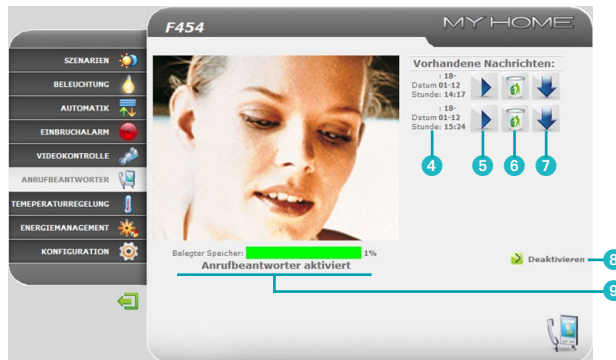 F454
MY HOME
SZENARIEN
BELEUCHTUNG
AUTOMATIK
EINBRUCHALARM
VIDEOKONTROLLE
ANRUFBEANTWORTER
TEMEPERATURREGELUNG
ENERGIEMANAGEMENT
KONFIGURATION
Vorhandene Nachrichten:
: 18-
Datum 01-12
Stunde: 14:17
: 18-
Datum 01-12
Stunde: 15:24
4 5 6 7
Belegter Speicher: 1%
Anrufbeantworter aktiviert
Deaktivieren 8
9